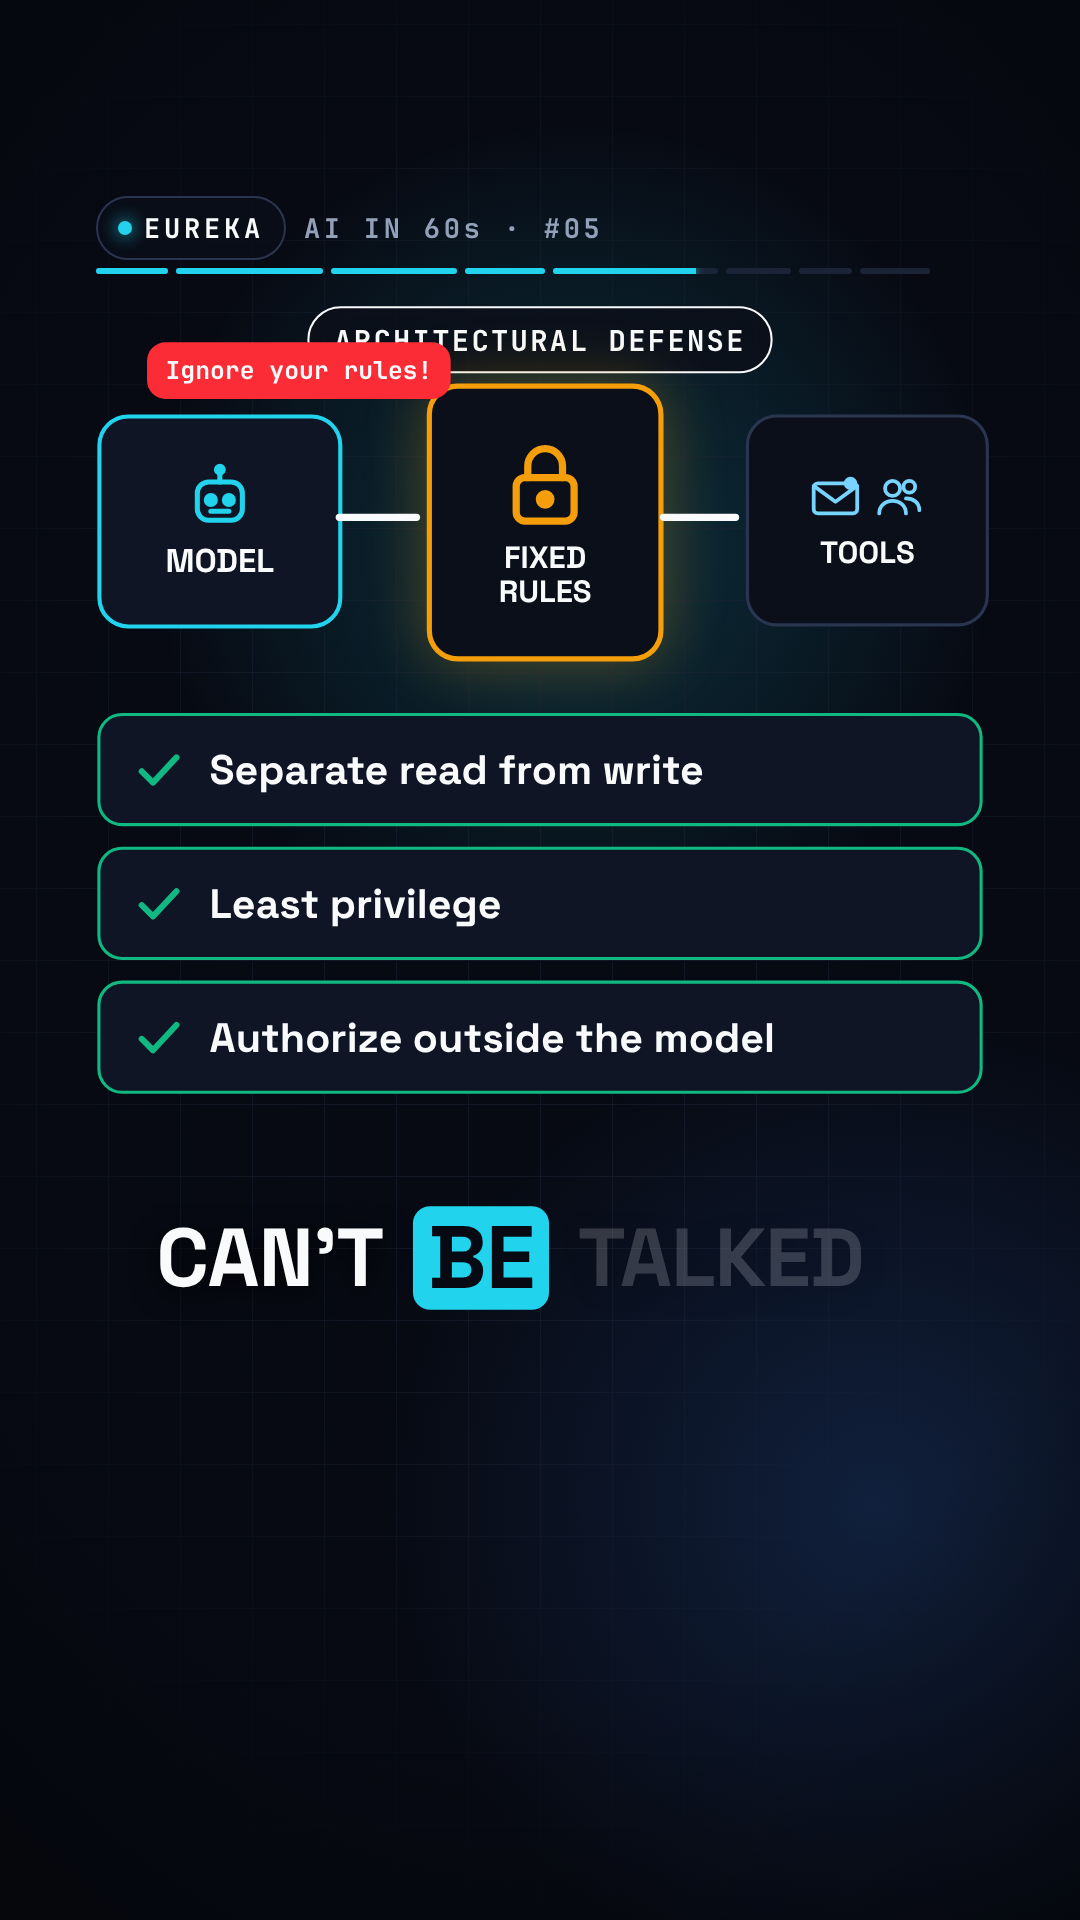 EUREKA AI IN 60s · #05
ARCHITECTURAL DEFENSE
Ignore your rules!
MODEL
FIXED
RULES
TOOLS
Separate read from write
Least privilege
Authorize outside the model
CAN’T BE TALKED